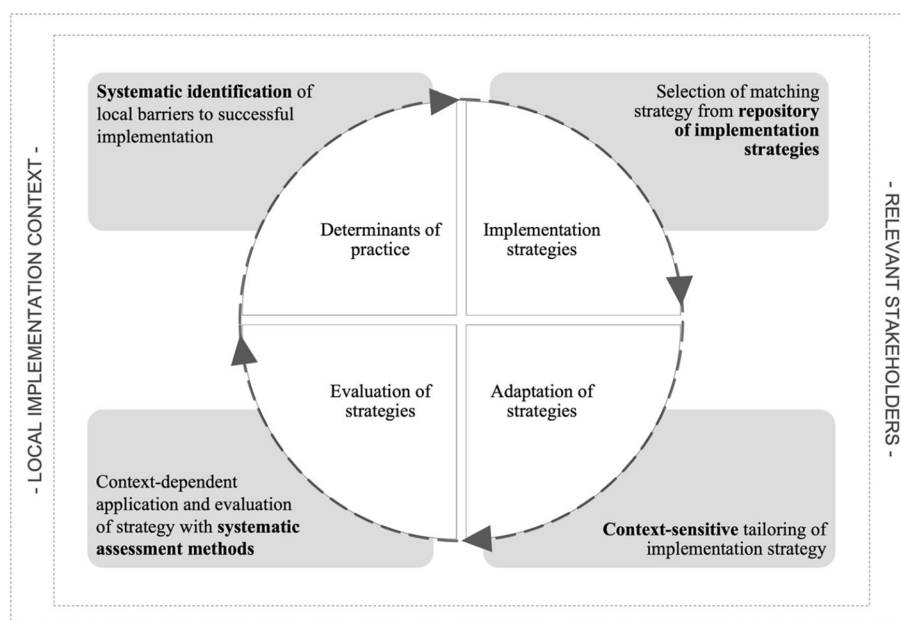 - LOCAL IMPLEMENTATION CONTEXT -
Systematic identification of
local barriers to successful
implementation
Selection of matching
strategy from repository
of implementation
strategies
Determinants of
practice
Implementation
strategies
Evaluation of
strategies
Adaptation of
strategies
Context-dependent
application and evaluation
of strategy with systematic
assessment methods
Context-sensitive tailoring of
implementation strategy
- RELEVANT STAKEHOLDERS -